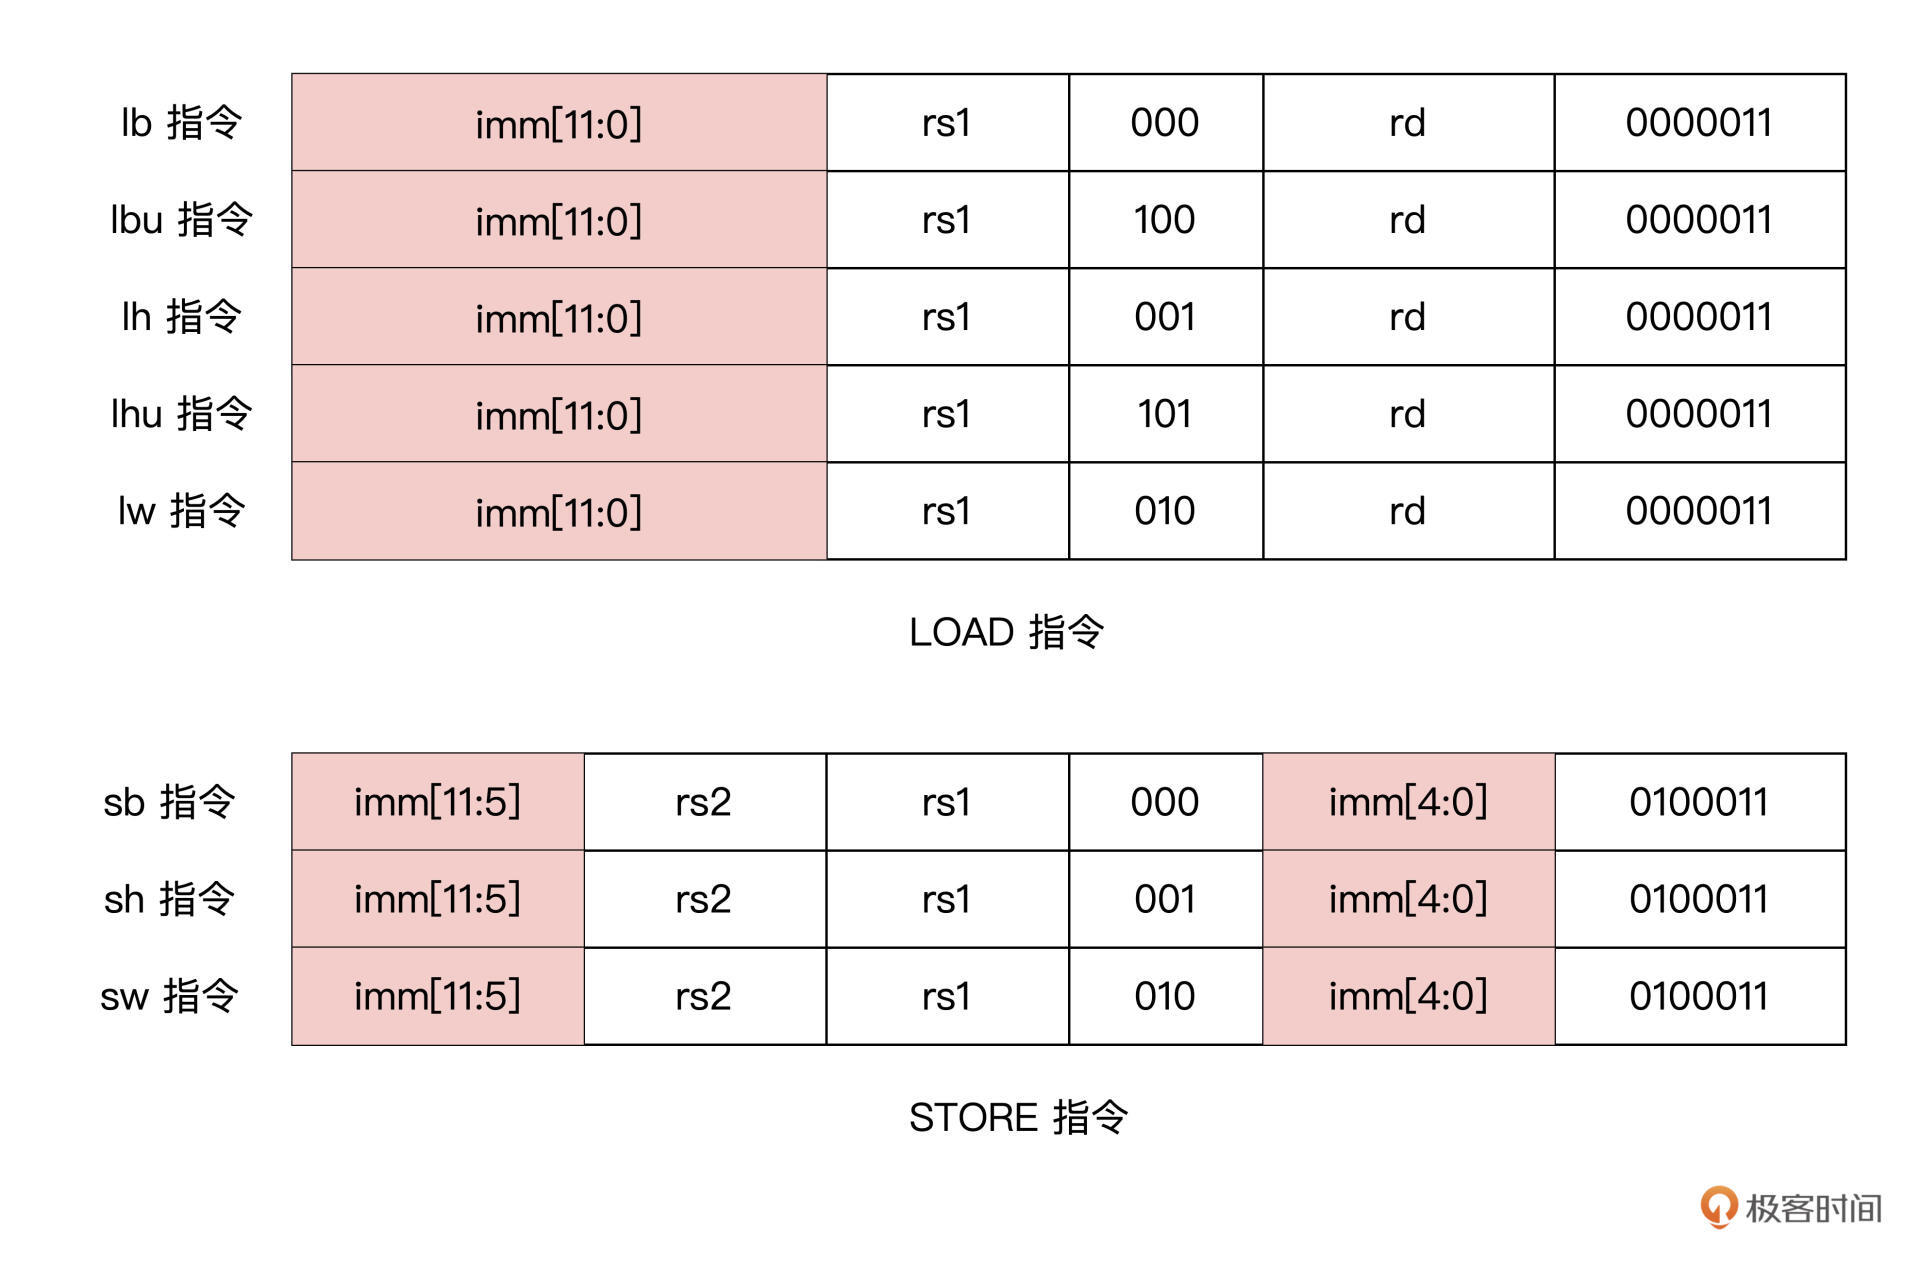 lb 指令 imm[11:0] rs1 000 rd 0000011
lbu 指令 imm[11:0] rs1 100 rd 0000011
lh 指令 imm[11:0] rs1 001 rd 0000011
lhu 指令 imm[11:0] rs1 101 rd 0000011
lw 指令 imm[11:0] rs1 010 rd 0000011
LOAD 指令
sb 指令 imm[11:5] rs2 rs1 000 imm[4:0] 0100011
sh 指令 imm[11:5] rs2 rs1 001 imm[4:0] 0100011
sw 指令 imm[11:5] rs2 rs1 010 imm[4:0] 0100011
STORE 指令
极客时间